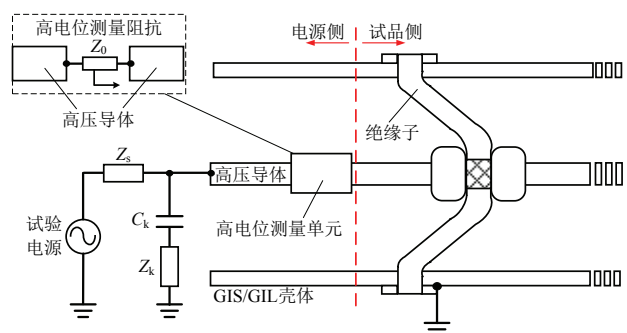 高电位测量阻抗
Z₀
高压导体
电源侧
试品侧
绝缘子
Zₛ
高压导体
试验
电源
Cₖ
高电位测量单元
Zₖ
GIS/GIL壳体